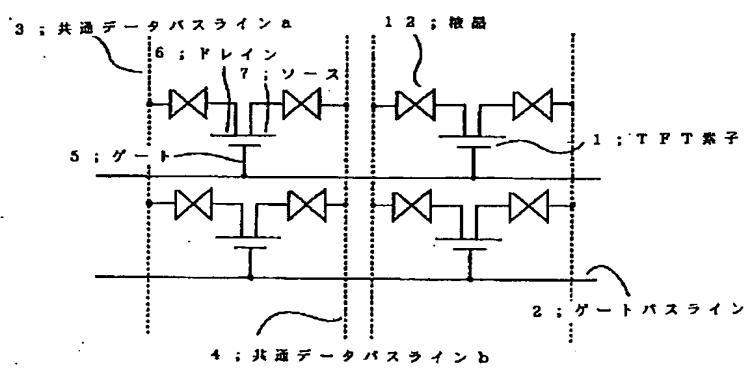 3;共通データバスラインa
12;液晶
6;ドレイン
7;ソース
1;TFT素子
5;ゲート
2;ゲートバスライン
4;共通データバスラインb